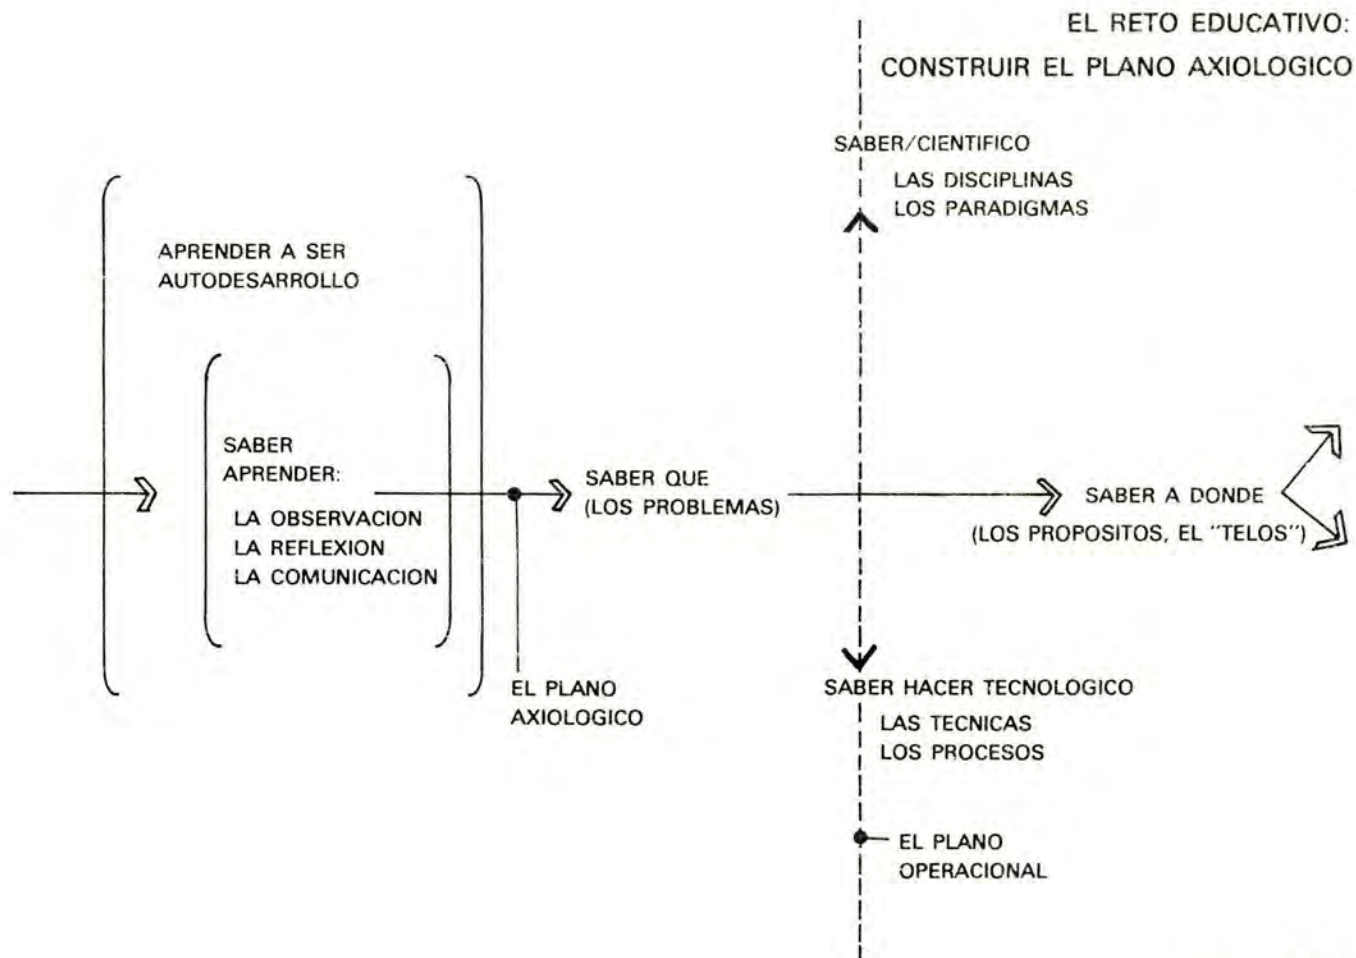 EL RETO EDUCATIVO:
CONSTRUIR EL PLANO AXIOLOGICO
SABER/CIENTIFICO
LAS DISCIPLINAS
LOS PARADIGMAS
APRENDER A SER
AUTODESARROLLO
SABER
APRENDER:
LA OBSERVACION
LA REFLEXION
LA COMUNICACION
SABER QUE
(LOS PROBLEMAS)
SABER A DONDE
(LOS PROPOSITOS, EL "TELOS")
EL PLANO
AXIOLOGICO
SABER HACER TECNOLOGICO
LAS TECNICAS
LOS PROCESOS
EL PLANO
OPERACIONAL